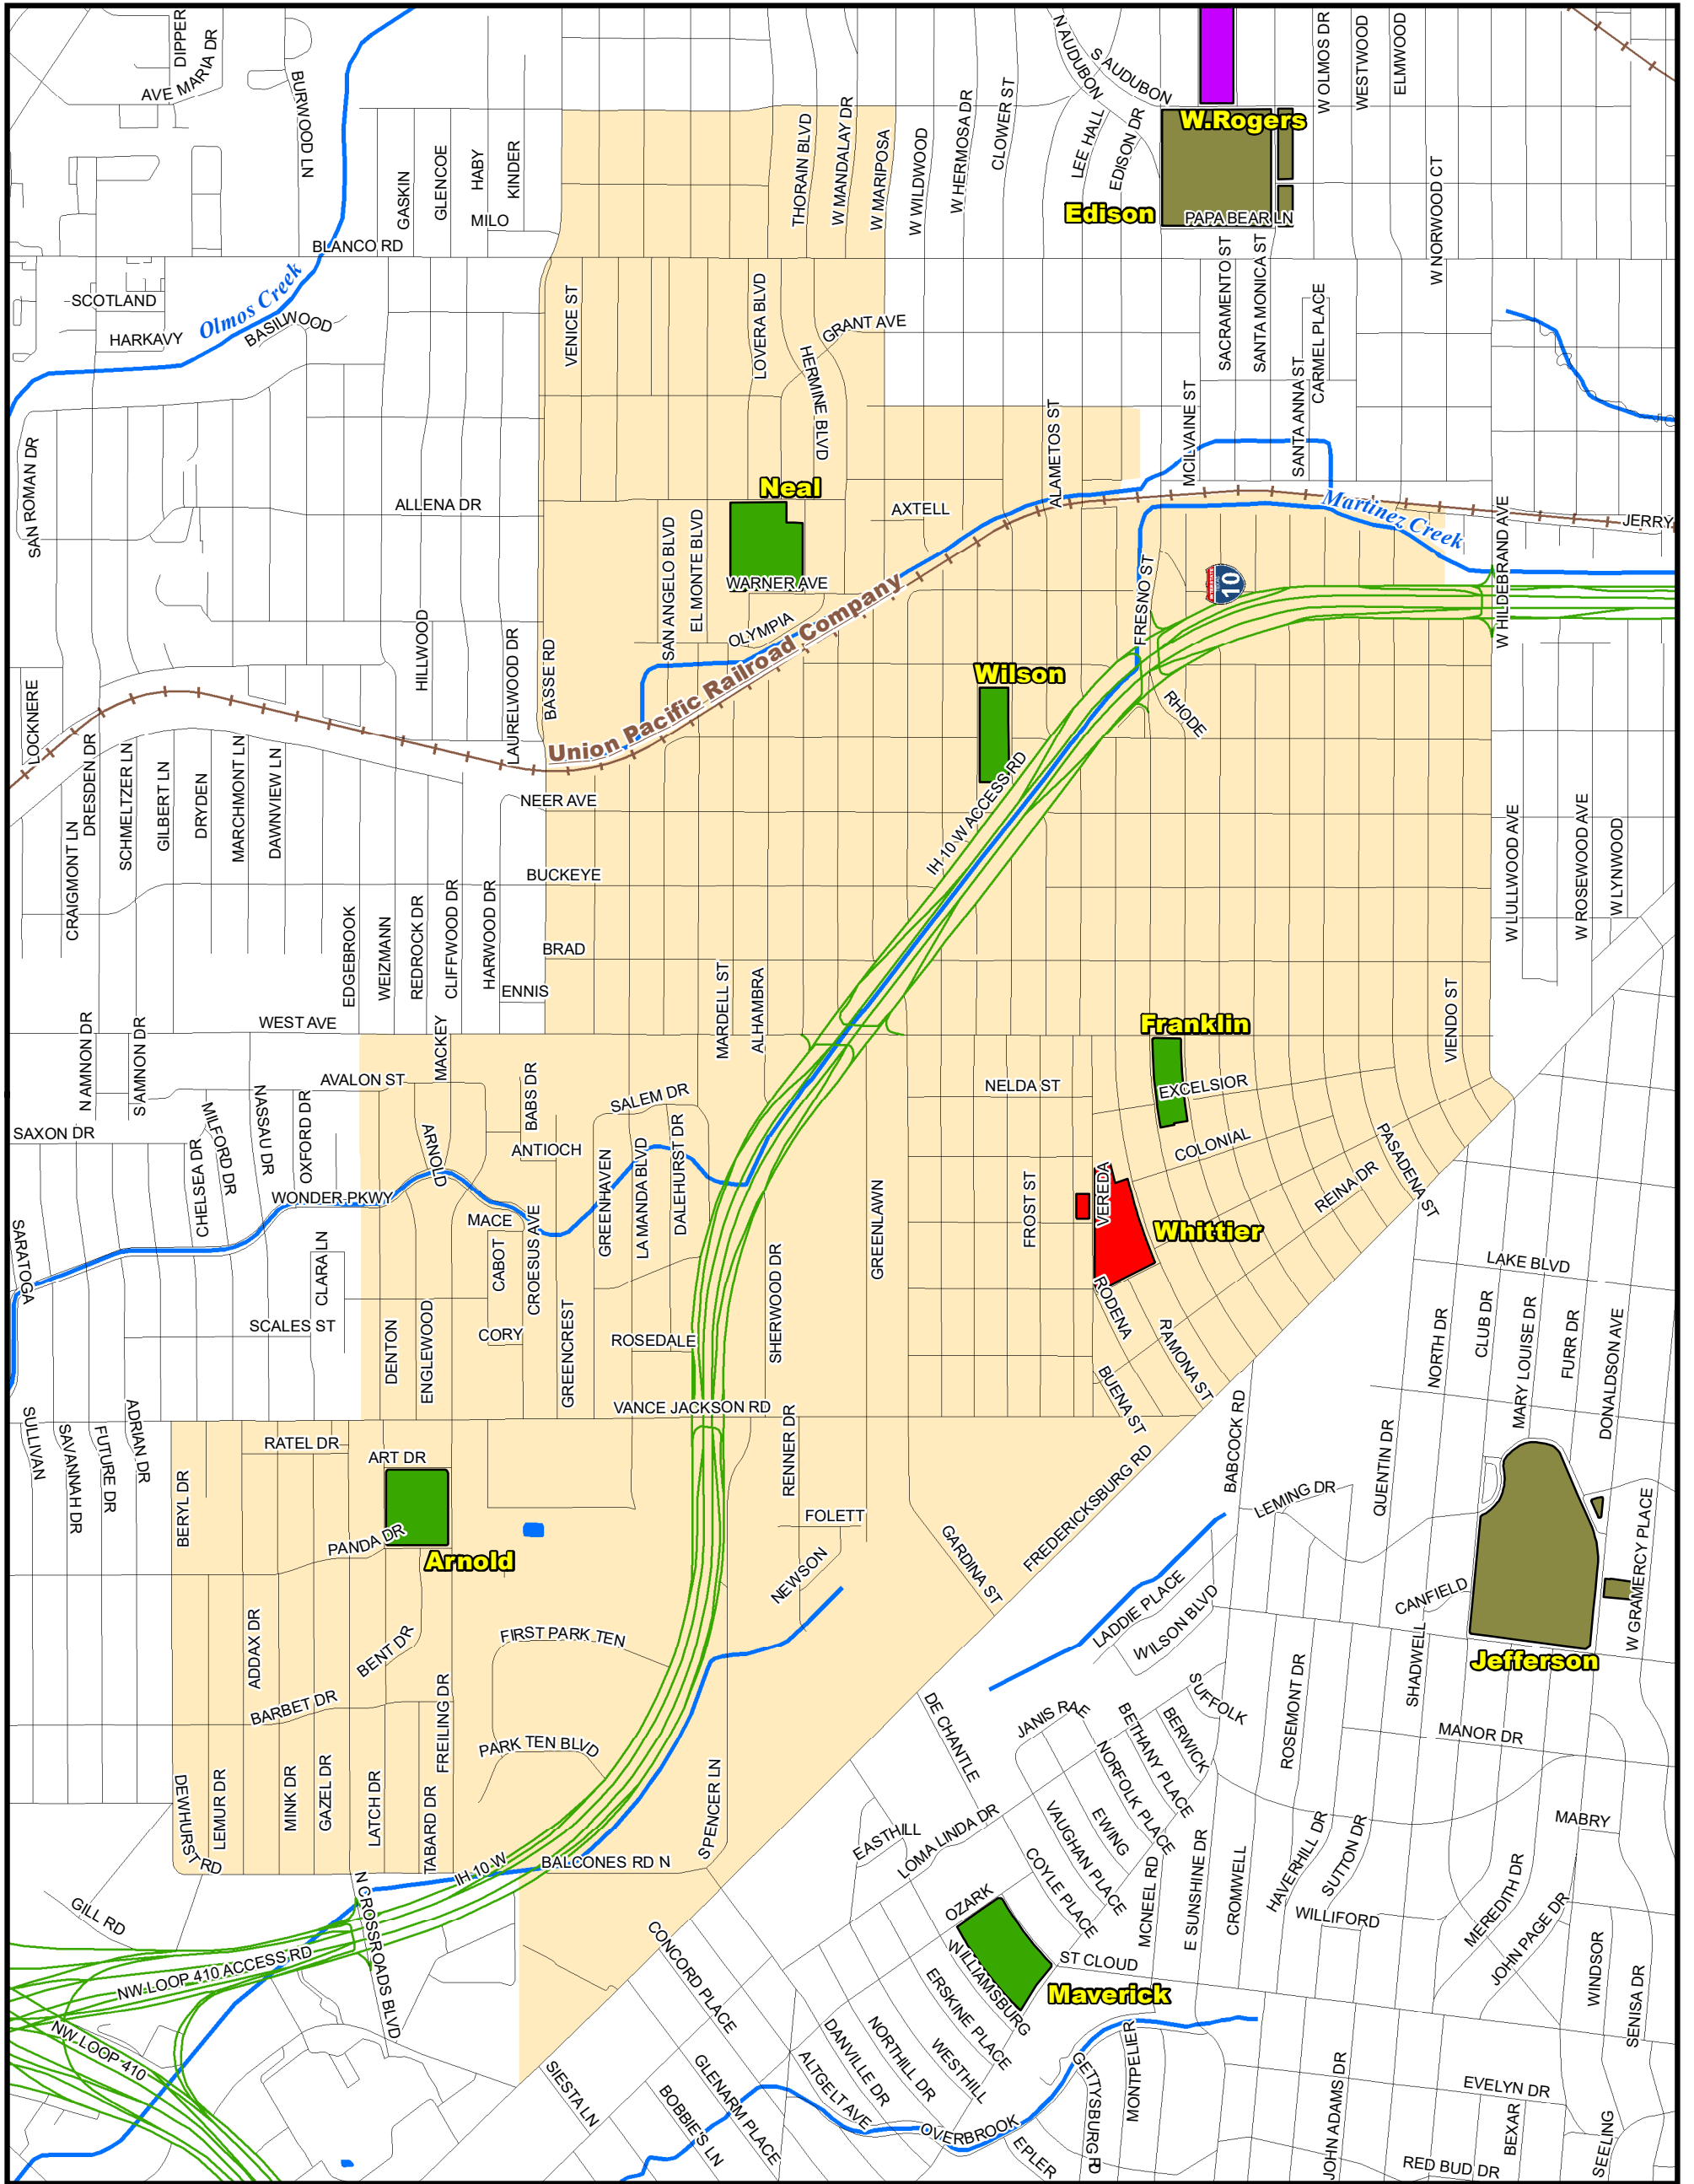 DIPPER
AVE MARIA DR
BURWOOD LN
GASKIN
GLENCOE
HABY
KINDER
MILO
BLANCO RD
THORAIN BLVD
W MANDALAY DR
W MARIPOSA
W WILDWOOD
W HERMOSA DR
CLOWER ST
N AUDUBON
S AUDUBON
LEE HALL
EDISON DR
W.Rogers
Edison
PAPA BEAR LN
W OLMOS DR
WESTWOOD
ELMWOOD
W NORWOOD CT
SCOTLAND
HARKAVY
Olmos Creek
BASILWOOD
VENICE ST
LOVERA BLVD
GRANT AVE
HERMINE BLVD
SACRAMENTO ST
SANTA MONICA ST
CARMEL PLACE
SANTA ANNA ST
MCILVAINE ST
ALAMETOS ST
SAN ROMAN DR
ALLENA DR
Neal
AXTELL
Martinez Creek
JERRY
W HILDEBRAND AVE
SAN ANGELO BLVD
EL MONTE BLVD
WARNER AVE
OLYMPIA
Union Pacific Railroad Company
FRESNO ST
10
HILLWOOD
LAURELWOOD DR
BASSE RD
Wilson
RHODE
LOCKNERE
DRESDEN DR
CRAIGMONT LN
SCHMELTZER LN
GILBERT LN
DRYDEN
MARCHMONT LN
DAWNVIEW LN
NEER AVE
IH 10 W ACCESS RD
BUCKEYE
W LULLWOOD AVE
W ROSEWOOD AVE
W LYNWOOD
EDGEBROOK
WEIZMANN
REDROCK DR
CLIFFWOOD DR
HARWOOD DR
BRAD
ENNIS
MARDELL ST
ALHAMBRA
WEST AVE
N AMNON DR
S AMNON DR
MACKEY
Franklin
VIENDO ST
AVALON ST
NASSAU DR
OXFORD DR
MILFORD DR
CHELSEA DR
BABS DR
SALEM DR
NELDA ST
EXCELSIOR
SAXON DR
ARNOLD
ANTIOCH
GREENHAVEN
LA MANDA BLVD
DALEHURST DR
COLONIAL
PASADENA ST
REINA DR
WONDER PKWY
MACE
CABOT
CROESUS AVE
GREENLAWN
FROST ST
VEREDA
Whittier
SARATOGA
CLARA LN
SCALES ST
DENTON
ENGLEWOOD
CORY
GREENCREST
ROSEDALE
SHERWOOD DR
RODENA
RAMONA ST
BUENA ST
LAKE BLVD
NORTH DR
CLUB DR
MARY LOUISE DR
FURR DR
DONALDSON AVE
VANCE JACKSON RD
SULLIVAN
SAVANNAH DR
FUTURE DR
ADRIAN DR
BERYL DR
RATEL DR
ART DR
PANDA DR
Arnold
RENNER DR
FOLETT
NEWSON
GARDINA ST
FREDERICKSBURG RD
BABCOCK RD
LEMING DR
QUENTIN DR
CANFIELD
W GRAMERCY PLACE
Jefferson
LADDIE PLACE
WILSON BLVD
SHADWELL
ADDAX DR
BENT DR
FIRST PARK TEN
BARBET DR
FREILING DR
PARK TEN BLVD
DE CHANTLE
JANIS RAE
SUFFOLK
BERWICK
BETHANY PLACE
NORFOLK PLACE
ROSEMONT DR
MANOR DR
DEWHURST RD
LEMUR DR
MINK DR
GAZEL DR
LATCH DR
TABARD DR
SPENCER LN
IH 10 W
BALCONES RD N
EASTHILL
LOMA LINDA DR
EWING
VAUGHAN PLACE
COYLE PLACE
MCNEEL RD
E SUNSHINE DR
CROMWELL
HAVERHILL DR
SUTTON DR
WILLIFORD
MABRY
MEREDITH DR
JOHN PAGE DR
WINDSOR
SENISA DR
GILL RD
N CROSSROADS BLVD
NW LOOP 410 ACCESS RD
NW LOOP 410
CONCORD PLACE
OZARK
WILLIAMSBURG
ST CLOUD
Maverick
ERSKINE PLACE
WESTHILL
NORTHILL DR
DANVILLE DR
ALTGELT AVE
GLENARM PLACE
BOBBIE'S LN
SIESTA LN
OVERBROOK
EPLER
GETTYSBURG RD
MONTPELIER
JOHN ADAMS DR
EVELYN DR
BEXAR
SEELING
RED BUD DR